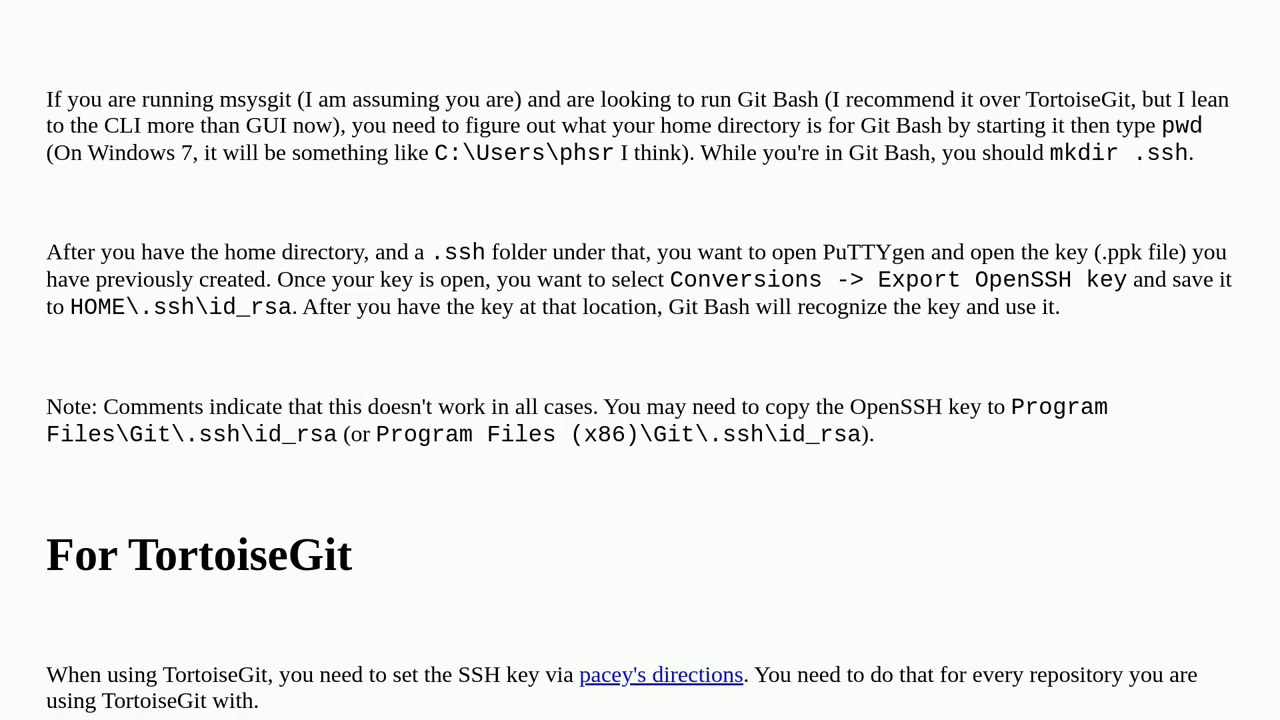 If you are running msysgit (I am assuming you are) and are looking to run Git Bash (I recommend it over TortoiseGit, but I lean
to the CLI more than GUI now), you need to figure out what your home directory is for Git Bash by starting it then type pwd
(On Windows 7, it will be something like C:\Users\phsr I think). While you're in Git Bash, you should mkdir .ssh.
After you have the home directory, and a .ssh folder under that, you want to open PuTTYgen and open the key (.ppk file) you
have previously created. Once your key is open, you want to select Conversions -> Export OpenSSH key and save it
to HOME\.ssh\id_rsa. After you have the key at that location, Git Bash will recognize the key and use it.
Note: Comments indicate that this doesn't work in all cases. You may need to copy the OpenSSH key to Program
Files\Git\.ssh\id_rsa (or Program Files (x86)\Git\.ssh\id_rsa).
For TortoiseGit
When using TortoiseGit, you need to set the SSH key via pacey's directions. You need to do that for every repository you are
using TortoiseGit with.